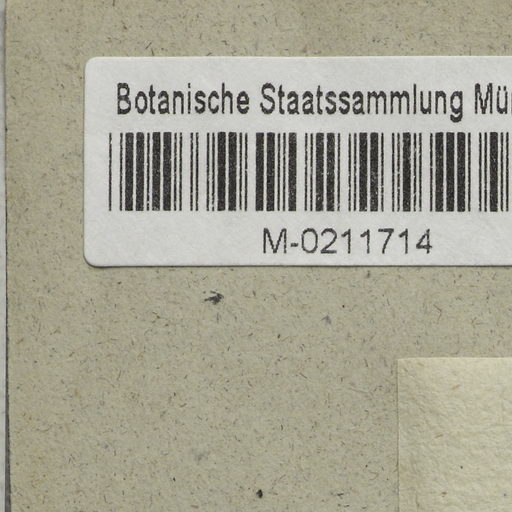 Botanische Staatssammlung Mün
M-0211714